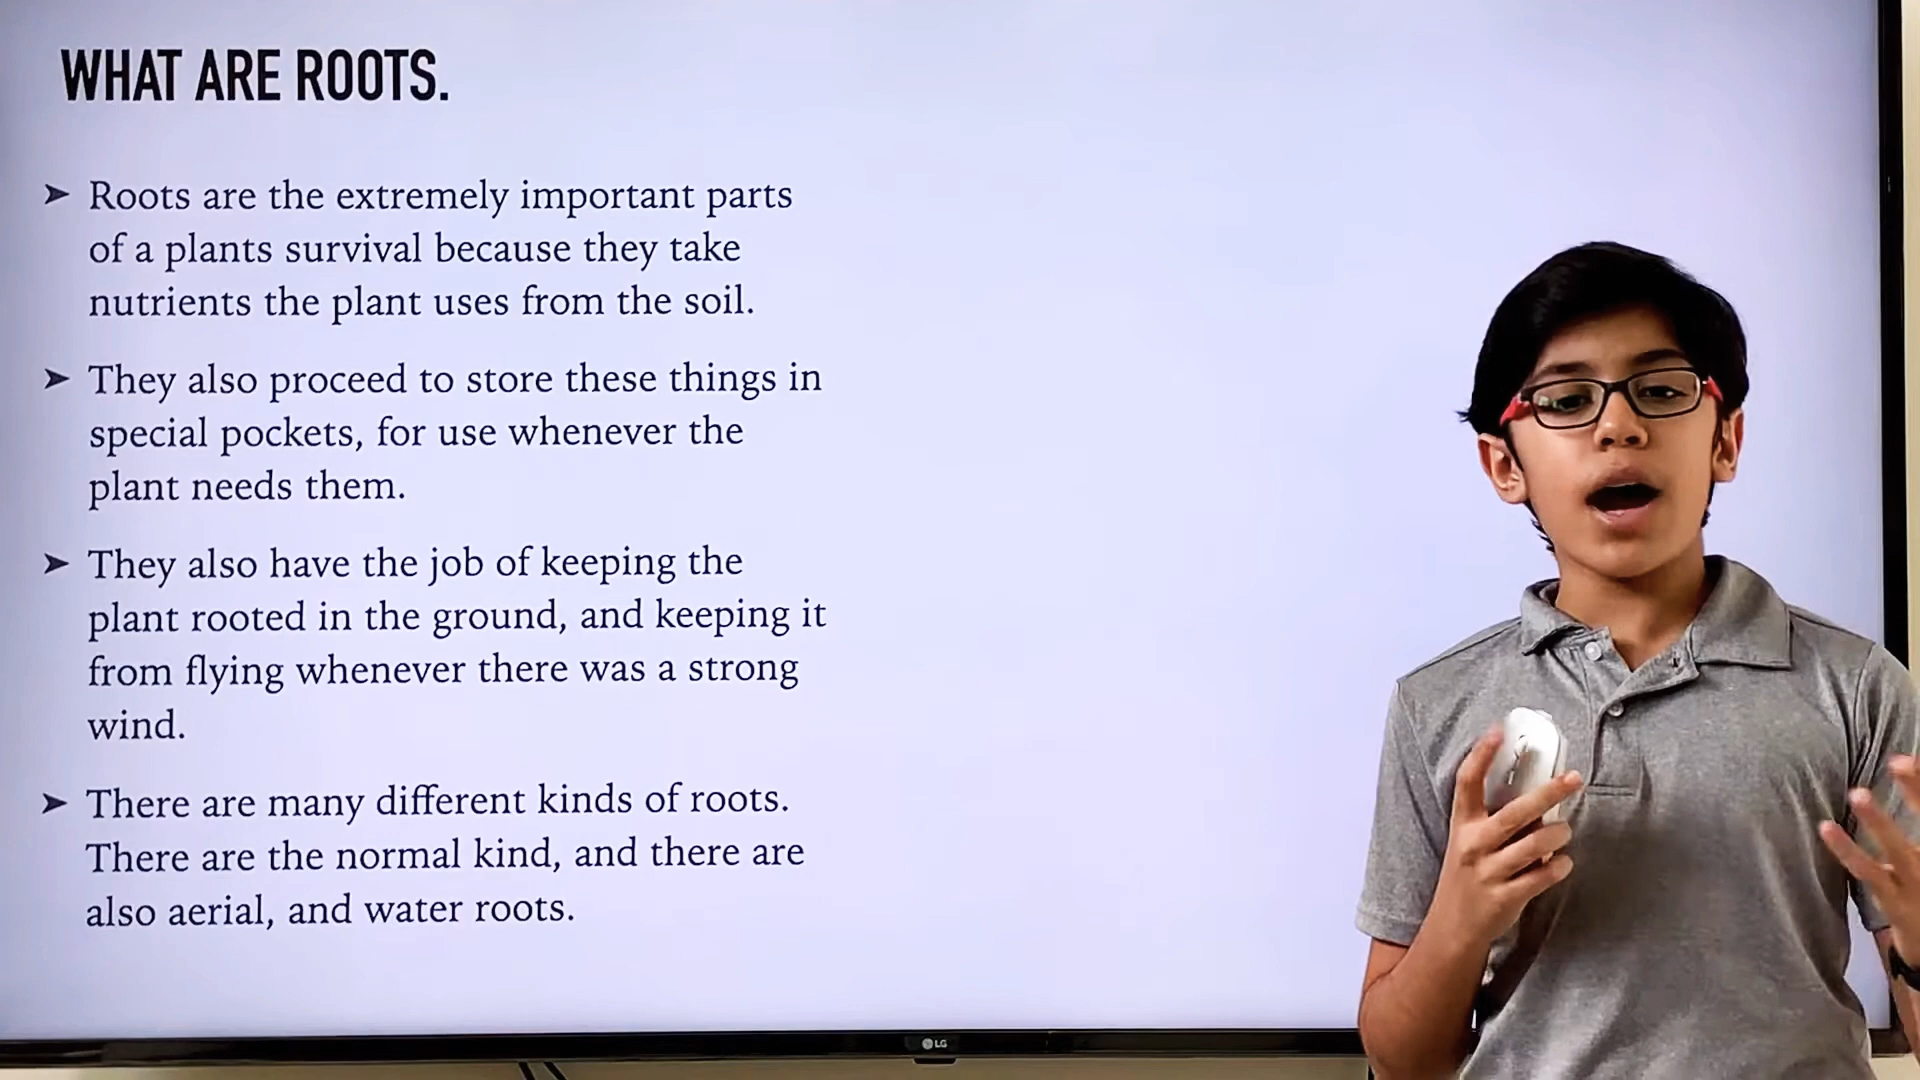 WHAT ARE ROOTS.
➤ Roots are the extremely important parts
of a plants survival because they take
nutrients the plant uses from the soil.
➤ They also proceed to store these things in
special pockets, for use whenever the
plant needs them.
➤ They also have the job of keeping the
plant rooted in the ground, and keeping it
from flying whenever there was a strong
wind.
➤ There are many different kinds of roots.
There are the normal kind, and there are
also aerial, and water roots.
LG